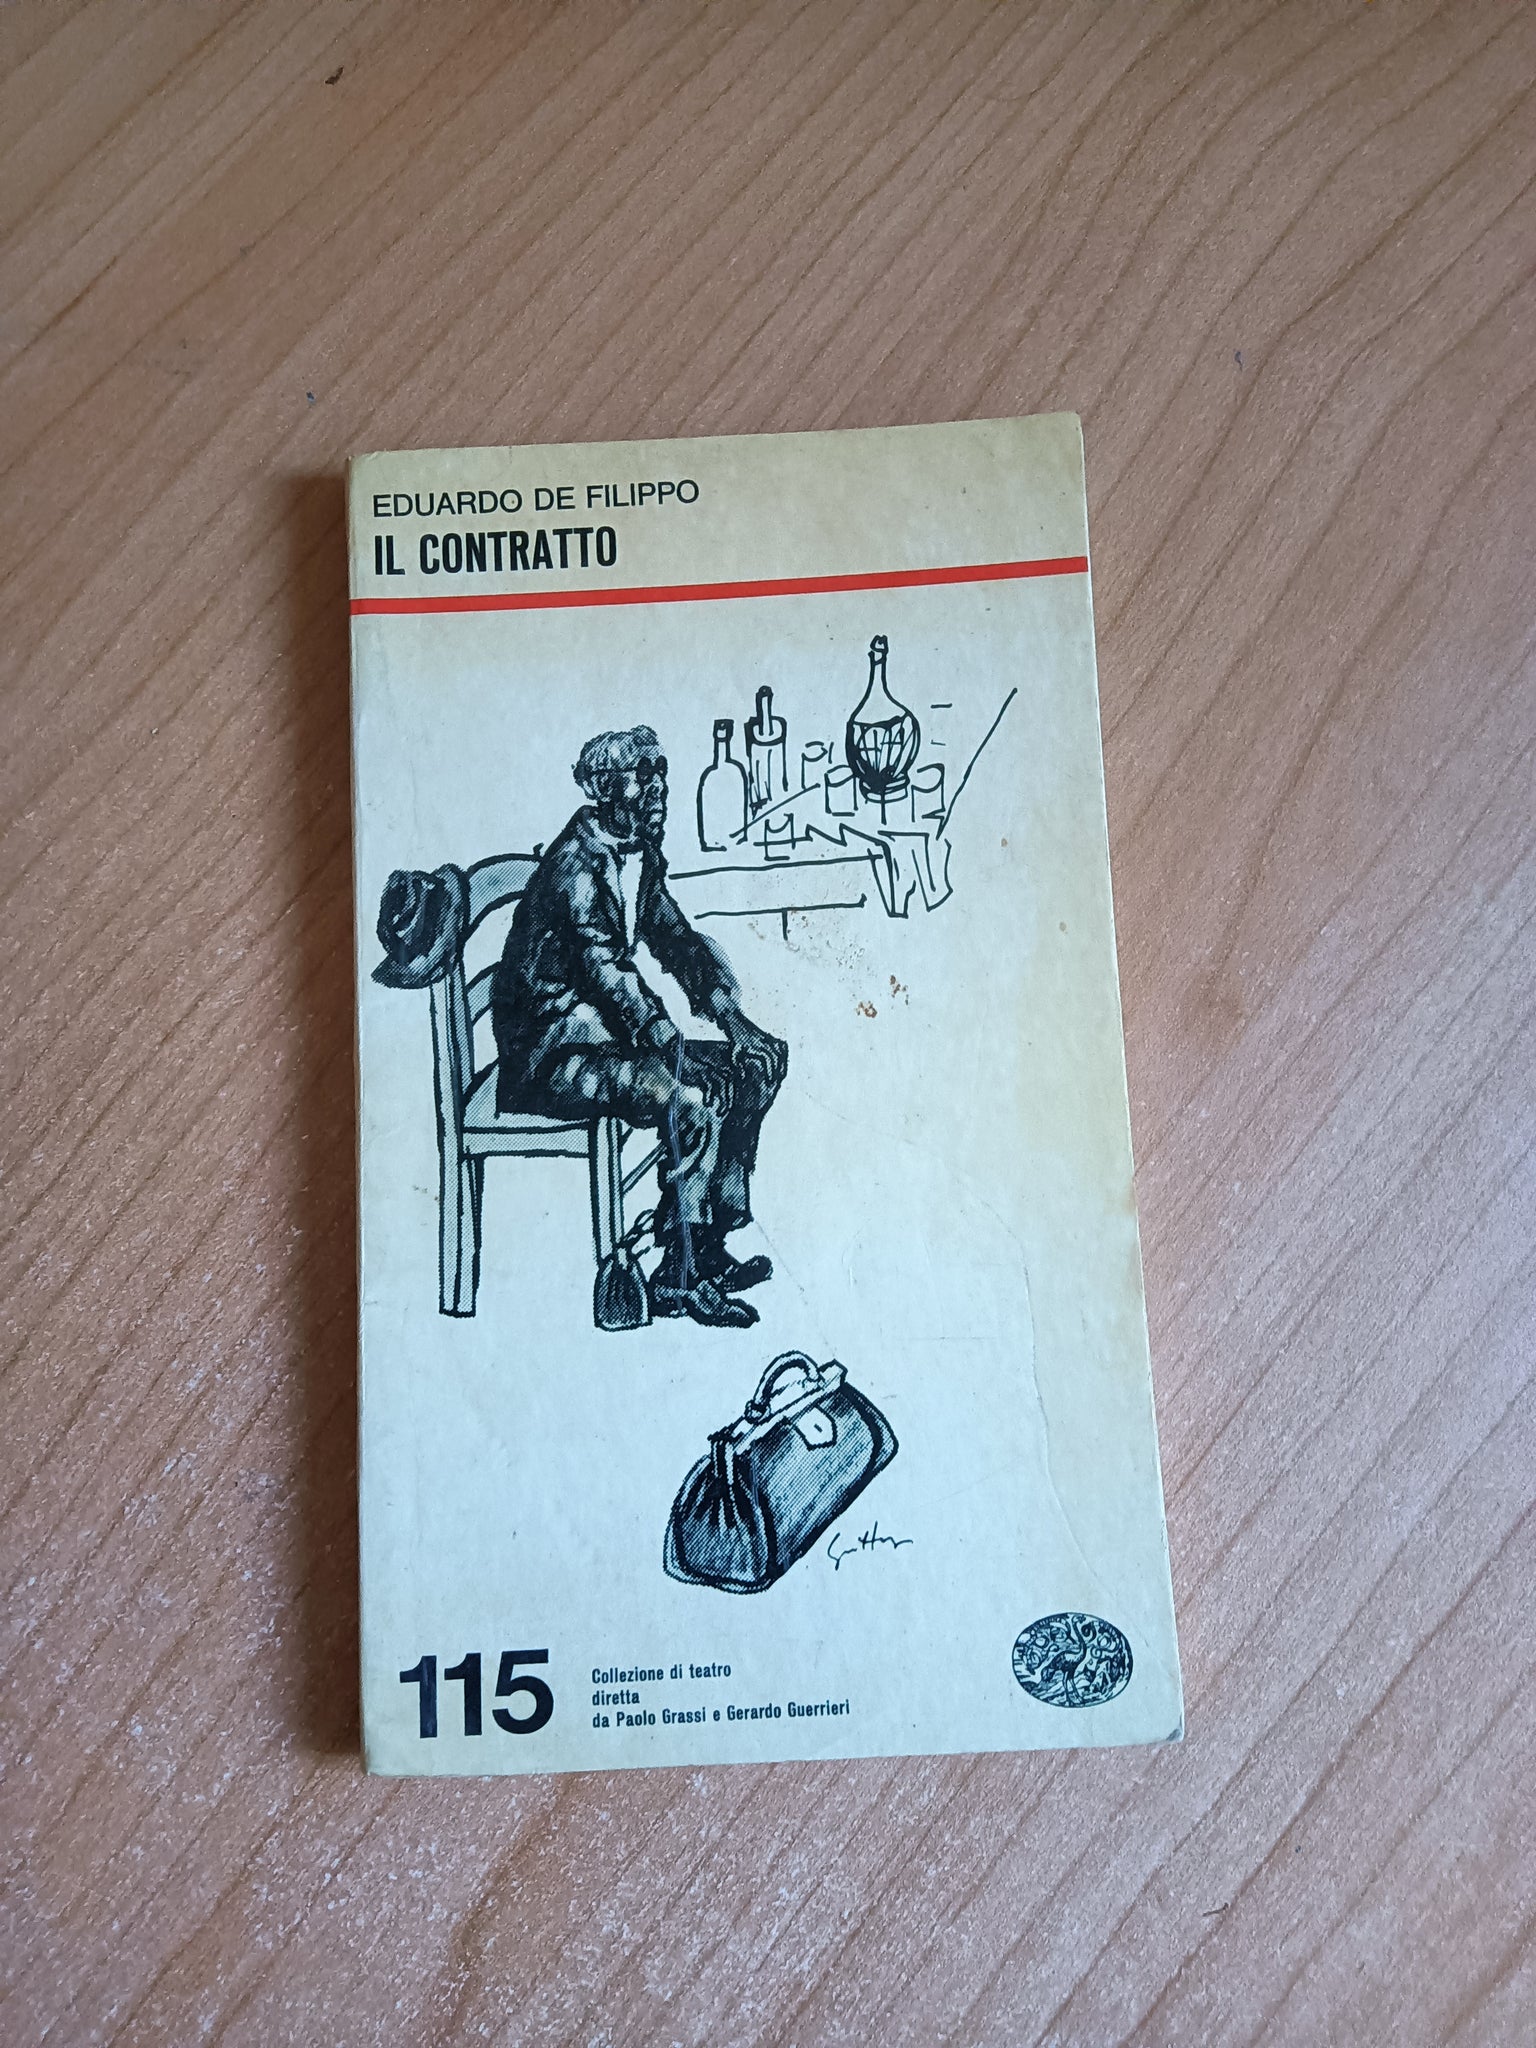 EDUARDO DE FILIPPO
IL CONTRATTO
115
Collezione di teatro
diretta
da Paolo Grassi e Gerardo Guerrieri